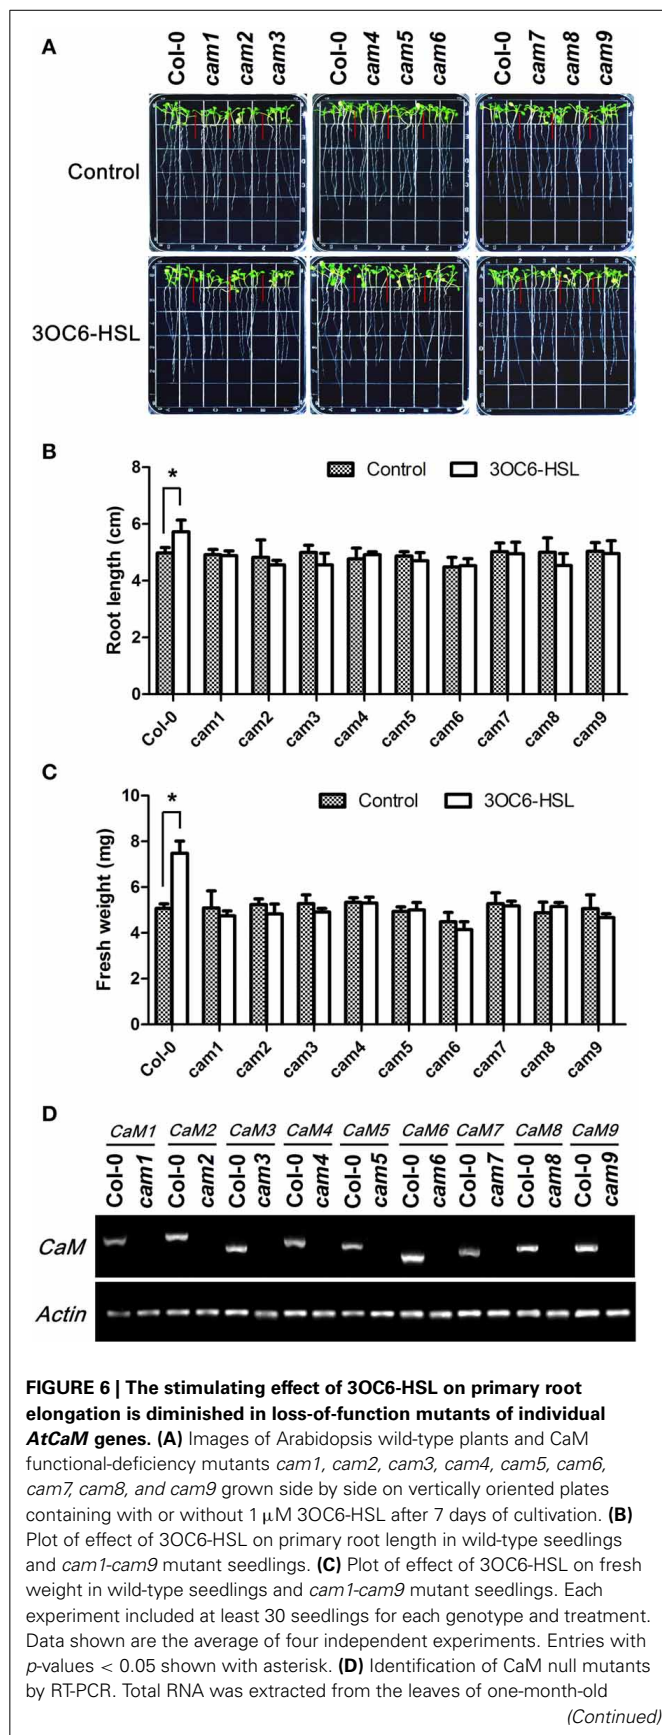 A
Col-0 cam1 cam2 cam3 Col-0 cam4 cam5 cam6 Col-0 cam7 cam8 cam9
Control
3OC6-HSL
B
Control 3OC6-HSL
Root length (cm)
8
6
4
2
0
Col-0 cam1 cam2 cam3 cam4 cam5 cam6 cam7 cam8 cam9
*
C
Control 3OC6-HSL
Fresh weight (mg)
10
8
6
4
2
0
Col-0 cam1 cam2 cam3 cam4 cam5 cam6 cam7 cam8 cam9
*
D
CaM1 CaM2 CaM3 CaM4 CaM5 CaM6 CaM7 CaM8 CaM9
Col-0 cam1 Col-0 cam2 Col-0 cam3 Col-0 cam4 Col-0 cam5 Col-0 cam6 Col-0 cam7 Col-0 cam8 Col-0 cam9
CaM
Actin
FIGURE 6 | The stimulating effect of 3OC6-HSL on primary root
elongation is diminished in loss-of-function mutants of individual
AtCaM genes. (A) Images of Arabidopsis wild-type plants and CaM
functional-deficiency mutants cam1, cam2, cam3, cam4, cam5, cam6,
cam7, cam8, and cam9 grown side by side on vertically oriented plates
containing with or without 1 μM 3OC6-HSL after 7 days of cultivation. (B)
Plot of effect of 3OC6-HSL on primary root length in wild-type seedlings
and cam1-cam9 mutant seedlings. (C) Plot of effect of 3OC6-HSL on fresh
weight in wild-type seedlings and cam1-cam9 mutant seedlings. Each
experiment included at least 30 seedlings for each genotype and treatment.
Data shown are the average of four independent experiments. Entries with
p-values < 0.05 shown with asterisk. (D) Identification of CaM null mutants
by RT-PCR. Total RNA was extracted from the leaves of one-month-old
(Continued)